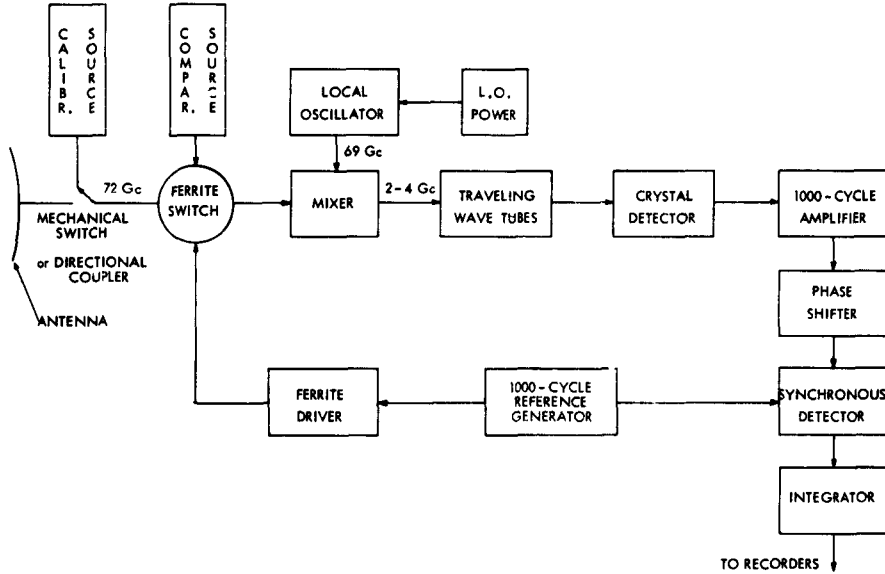 CALIBR.
SOURCE
COMPAR.
SOURCE
LOCAL
OSCILLATOR
L.O.
POWER
69 Gc
72 Gc
FERRITE
SWITCH
MIXER
2-4 Gc
TRAVELING
WAVE TUBES
CRYSTAL
DETECTOR
1000-CYCLE
AMPLIFIER
MECHANICAL
SWITCH
or DIRECTIONAL
COUPLER
ANTENNA
PHASE
SHIFTER
FERRITE
DRIVER
1000-CYCLE
REFERENCE
GENERATOR
SYNCHRONOUS
DETECTOR
INTEGRATOR
TO RECORDERS